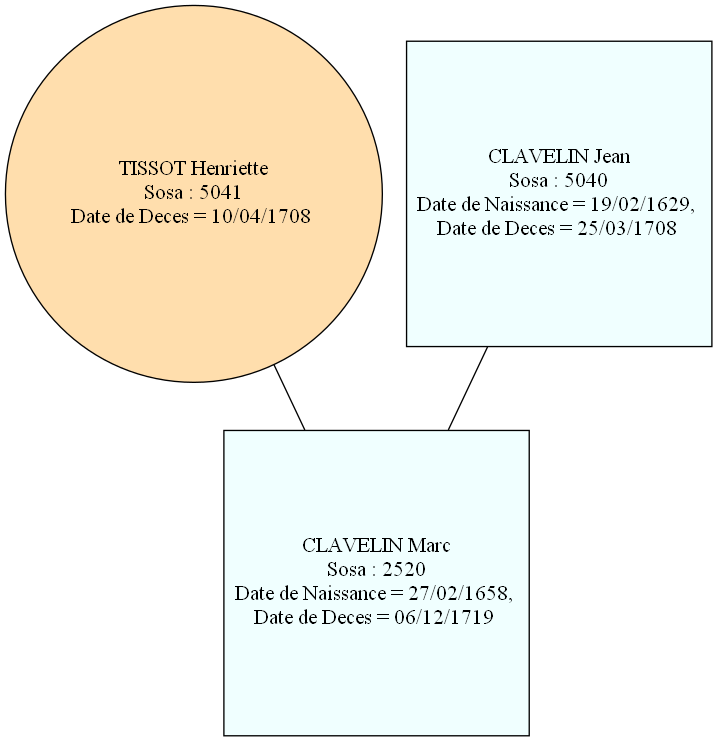 TISSOT Henriette
Sosa : 5041
Date de Deces = 10/04/1708
CLAVELIN Jean
Sosa : 5040
Date de Naissance = 19/02/1629,
Date de Deces = 25/03/1708
CLAVELIN Marc
Sosa : 2520
Date de Naissance = 27/02/1658,
Date de Deces = 06/12/1719